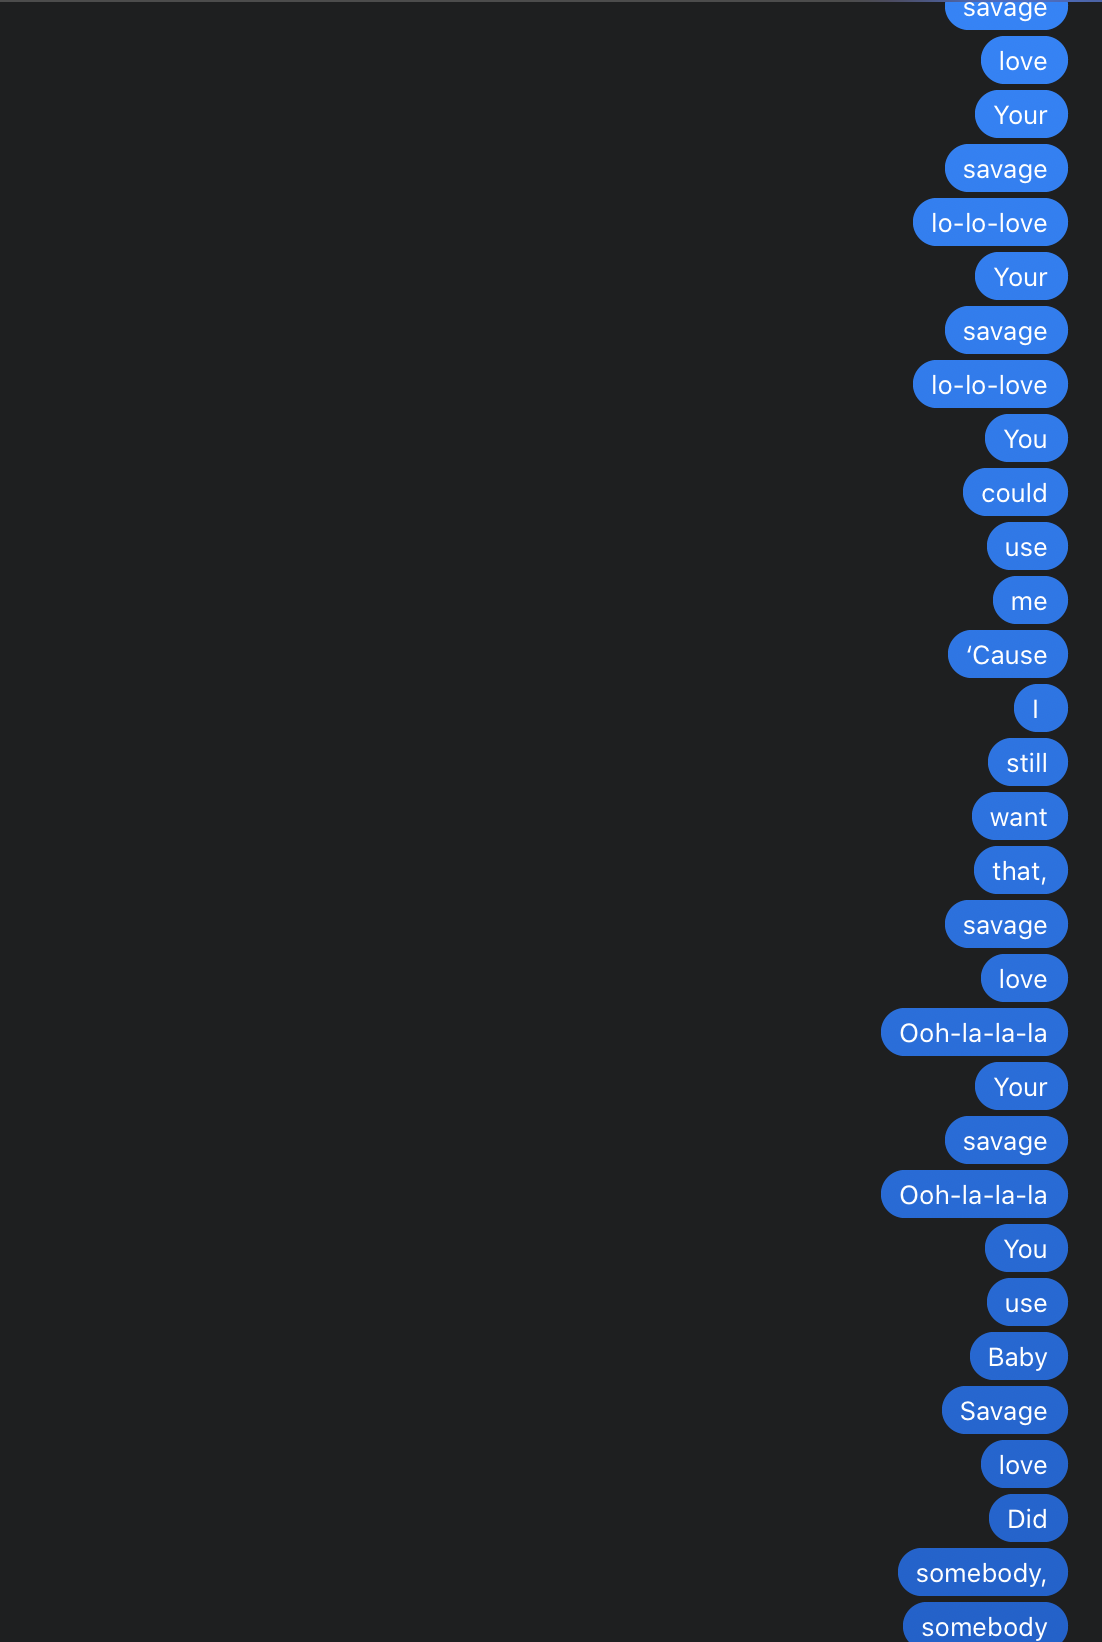 savage
love
Your
savage
lo-lo-love
Your
savage
lo-lo-love
You
could
use
me
‘Cause
I
still
want
that,
savage
love
Ooh-la-la-la
Your
savage
Ooh-la-la-la
You
use
Baby
Savage
love
Did
somebody,
somebody